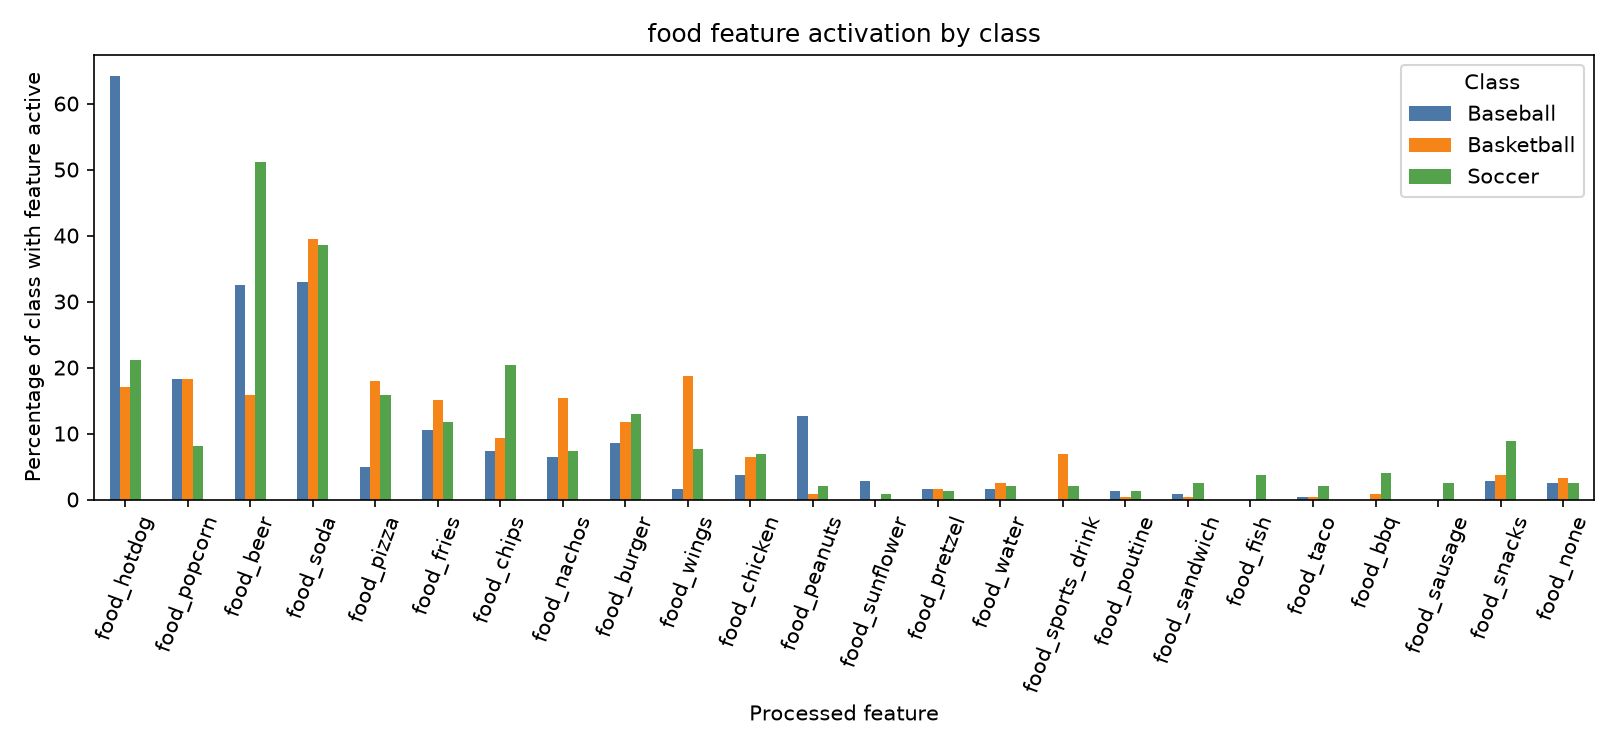 food feature activation by class
Percentage of class with feature active
60
50
40
30
20
10
0
Class
Baseball
Basketball
Soccer
food_hotdog
food_popcorn
food_beer
food_soda
food_pizza
food_fries
food_chips
food_nachos
food_burger
food_wings
food_chicken
food_peanuts
food_sunflower
food_pretzel
food_water
food_sports_drink
food_poutine
food_sandwich
food_fish
food_taco
food_bbq
food_sausage
food_snacks
food_none
Processed feature